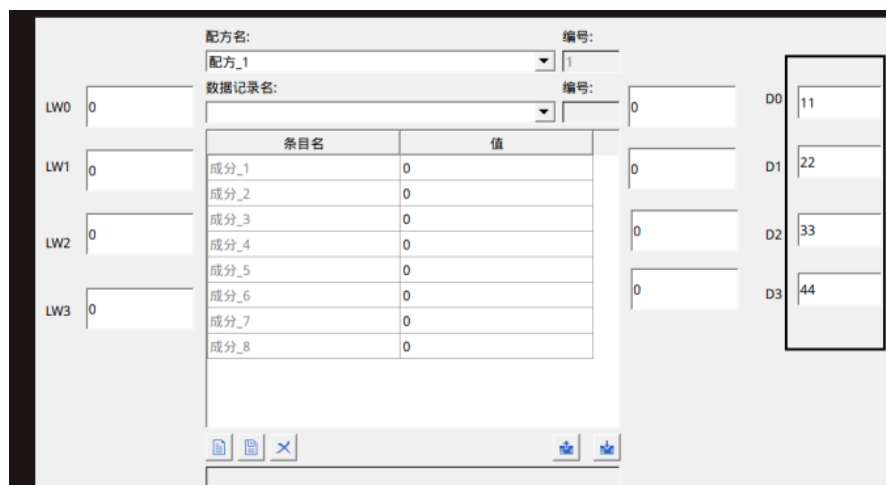 配方名: 编号:
配方_1 1
数据记录名: 编号:
LW0 0 0 D0 11
条目名 值
LW1 0 成分_1 0 0 D1 22
成分_2 0
成分_3 0
LW2 0 成分_4 0 0 D2 33
成分_5 0
成分_6 0 0 D3 44
LW3 0 成分_7 0
成分_8 0